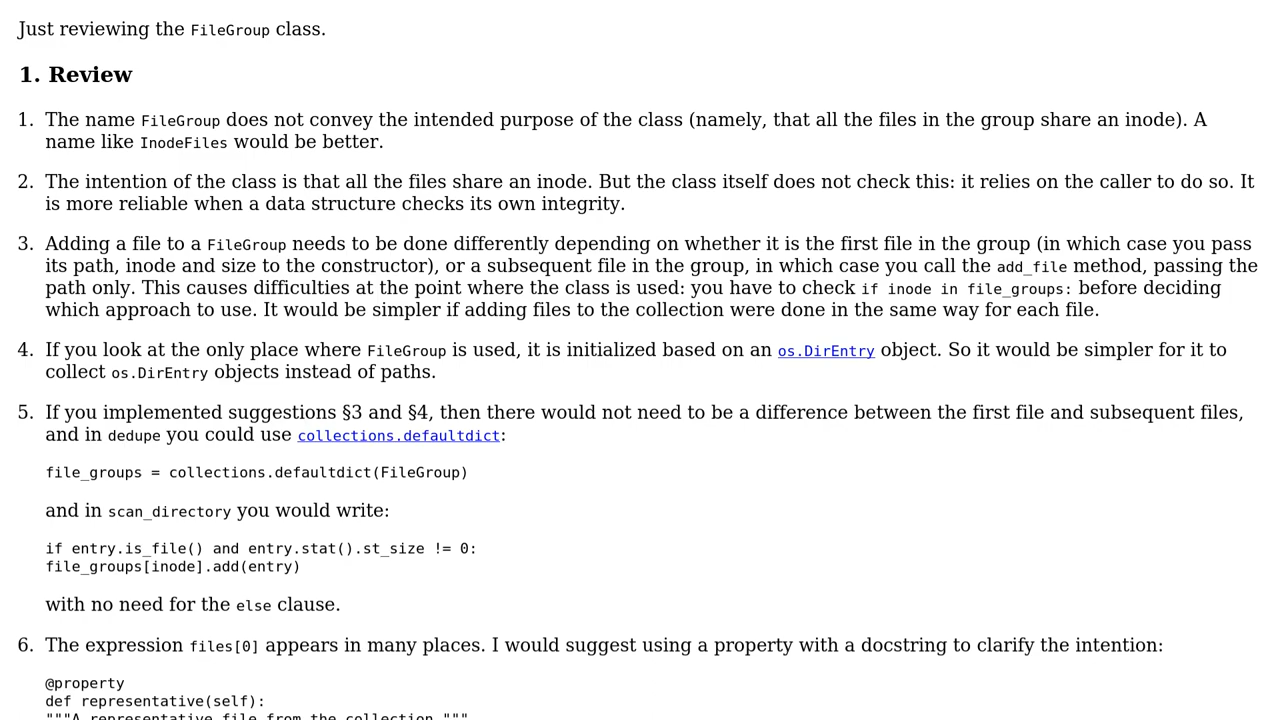 Just reviewing the FileGroup class.
1. Review
1. The name FileGroup does not convey the intended purpose of the class (namely, that all the files in the group share an inode). A
name like InodeFiles would be better.
2. The intention of the class is that all the files share an inode. But the class itself does not check this: it relies on the caller to do so. It
is more reliable when a data structure checks its own integrity.
3. Adding a file to a FileGroup needs to be done differently depending on whether it is the first file in the group (in which case you pass
its path, inode and size to the constructor), or a subsequent file in the group, in which case you call the add_file method, passing the
path only. This causes difficulties at the point where the class is used: you have to check if inode in file_groups: before deciding
which approach to use. It would be simpler if adding files to the collection were done in the same way for each file.
4. If you look at the only place where FileGroup is used, it is initialized based on an os.DirEntry object. So it would be simpler for it to
collect os.DirEntry objects instead of paths.
5. If you implemented suggestions §3 and §4, then there would not need to be a difference between the first file and subsequent files,
and in dedupe you could use collections.defaultdict:
file_groups = collections.defaultdict(FileGroup)
and in scan_directory you would write:
if entry.is_file() and entry.stat().st_size != 0:
file_groups[inode].add(entry)
with no need for the else clause.
6. The expression files[0] appears in many places. I would suggest using a property with a docstring to clarify the intention:
@property
def representative(self):
"""A representative file from the collection."""